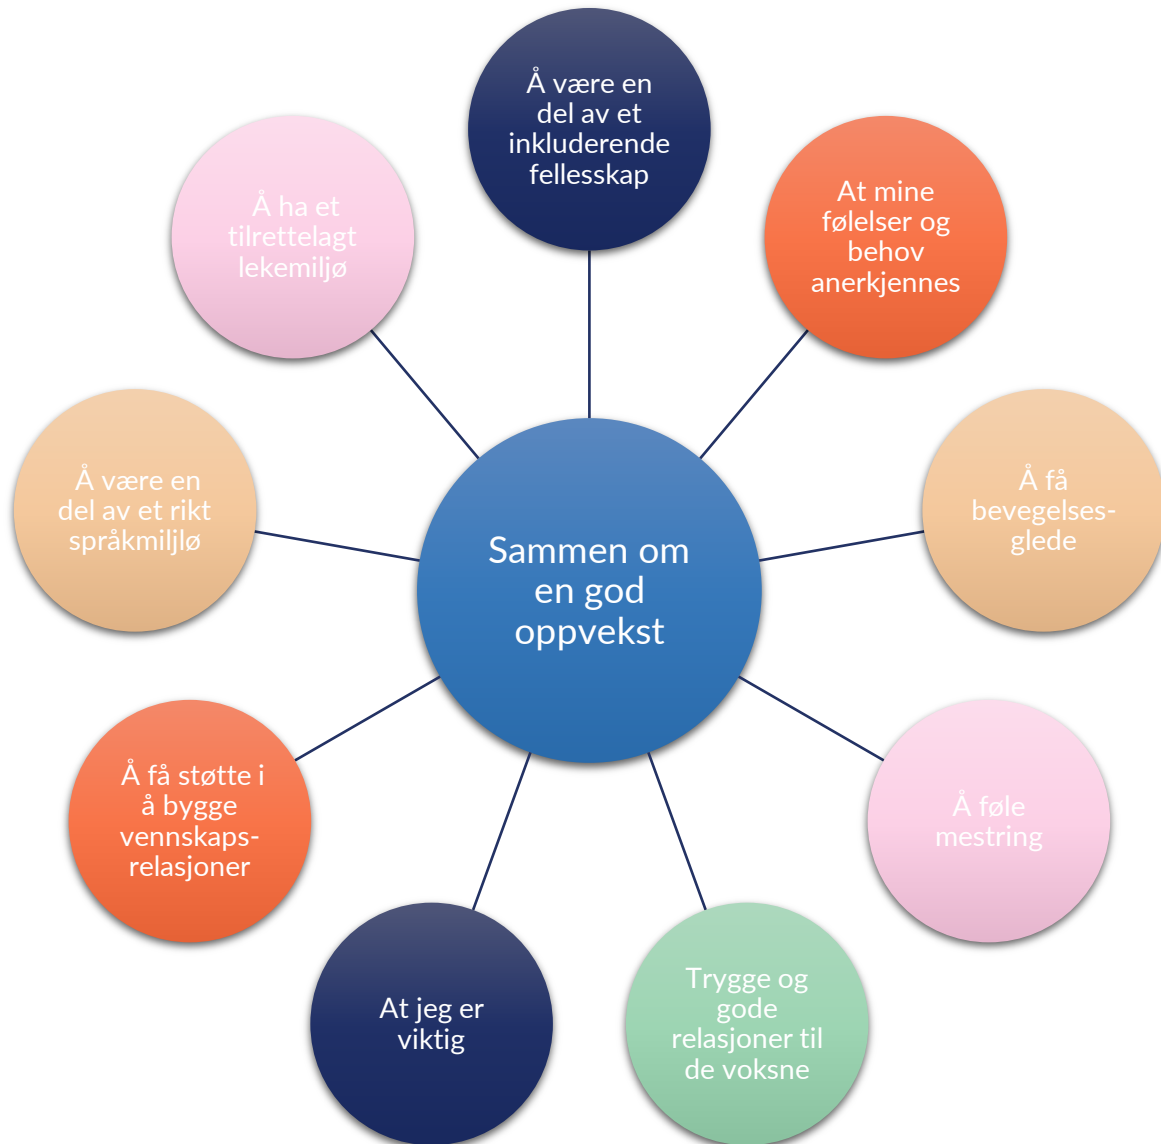 Å være en
del av et
inkluderende
fellesskap
At mine
følelser og
behov
anerkjennes
Å få
bevegelses-
glede
Å føle
mestring
Trygge og
gode
relasjoner til
de voksne
At jeg er
viktig
Å få støtte i
å bygge
vennskaps-
relasjoner
Å være en
del av et rikt
språkmiljlø
Å ha et
tilrettelagt
lekemiljø
Sammen om
en god
oppvekst